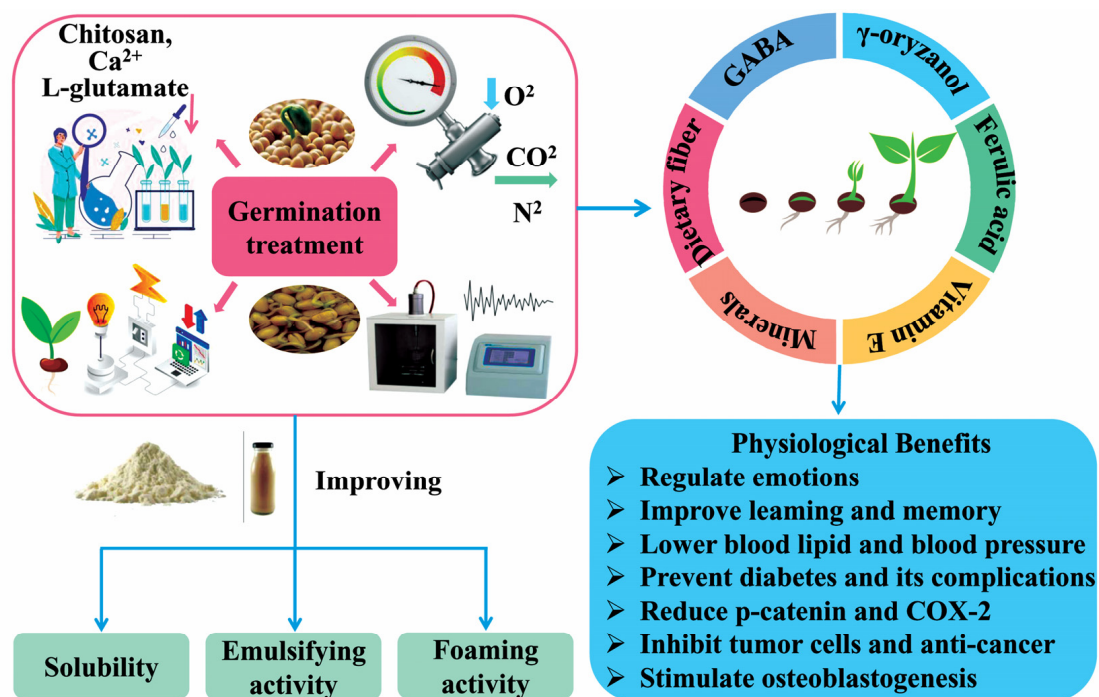 Chitosan,
Ca²⁺
L-glutamate
O²
CO²
N²
Germination
treatment
GABA
γ-oryzanol
Ferulic acid
Vitamin E
Minerals
Dietary fiber
Improving
Solubility
Emulsifying
activity
Foaming
activity
Physiological Benefits
➢ Regulate emotions
➢ Improve leaming and memory
➢ Lower blood lipid and blood pressure
➢ Prevent diabetes and its complications
➢ Reduce p-catenin and COX-2
➢ Inhibit tumor cells and anti-cancer
➢ Stimulate osteoblastogenesis